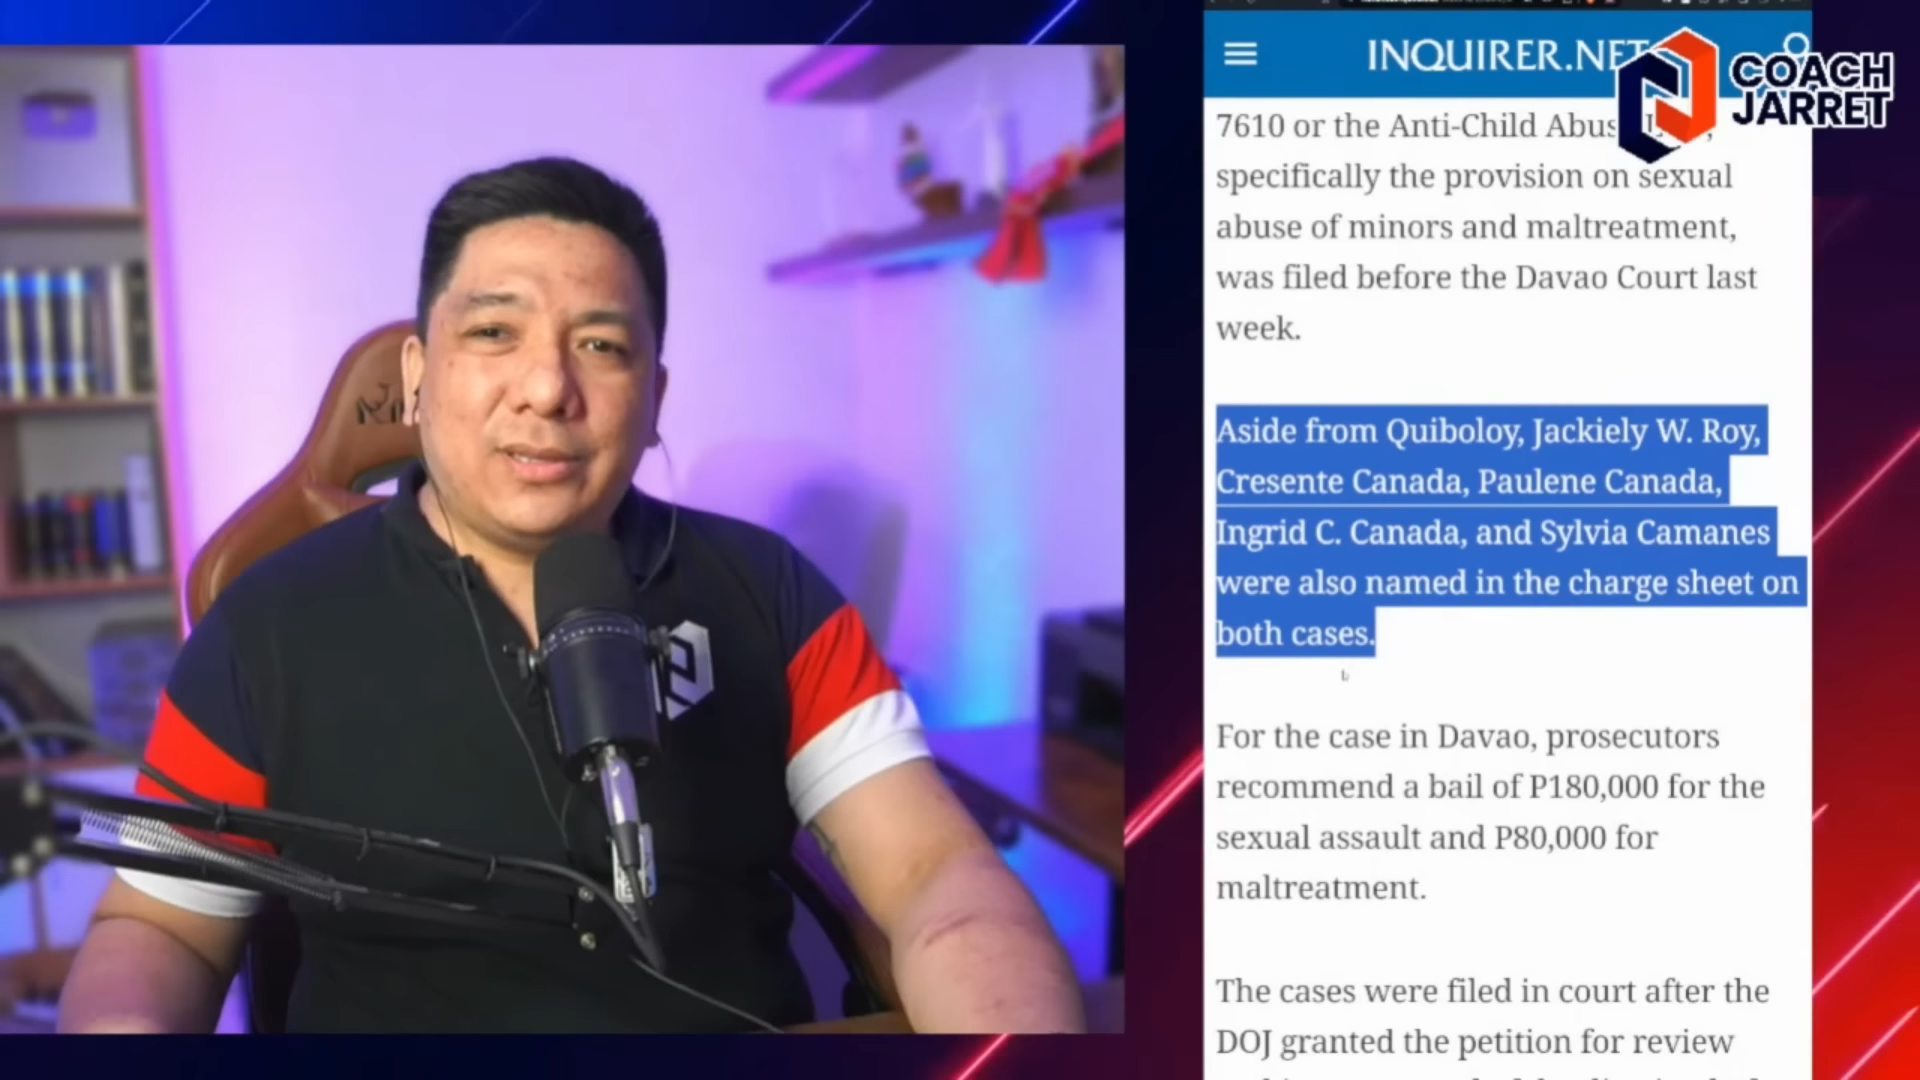 INQUIRER.NET
COACH
JARRET
7610 or the Anti-Child
specifically the provision on sexual
abuse of minors and maltreatment,
was filed before the Davao Court last
week.
Aside from Quiboloy, Jackiely W. Roy,
Cresente Canada, Paulene Canada,
Ingrid C. Canada, and Sylvia Camanes
were also named in the charge sheet on
both cases.
For the case in Davao, prosecutors
recommend a bail of P180,000 for the
sexual assault and P80,000 for
maltreatment.
The cases were filed in court after the
DOJ granted the petition for review